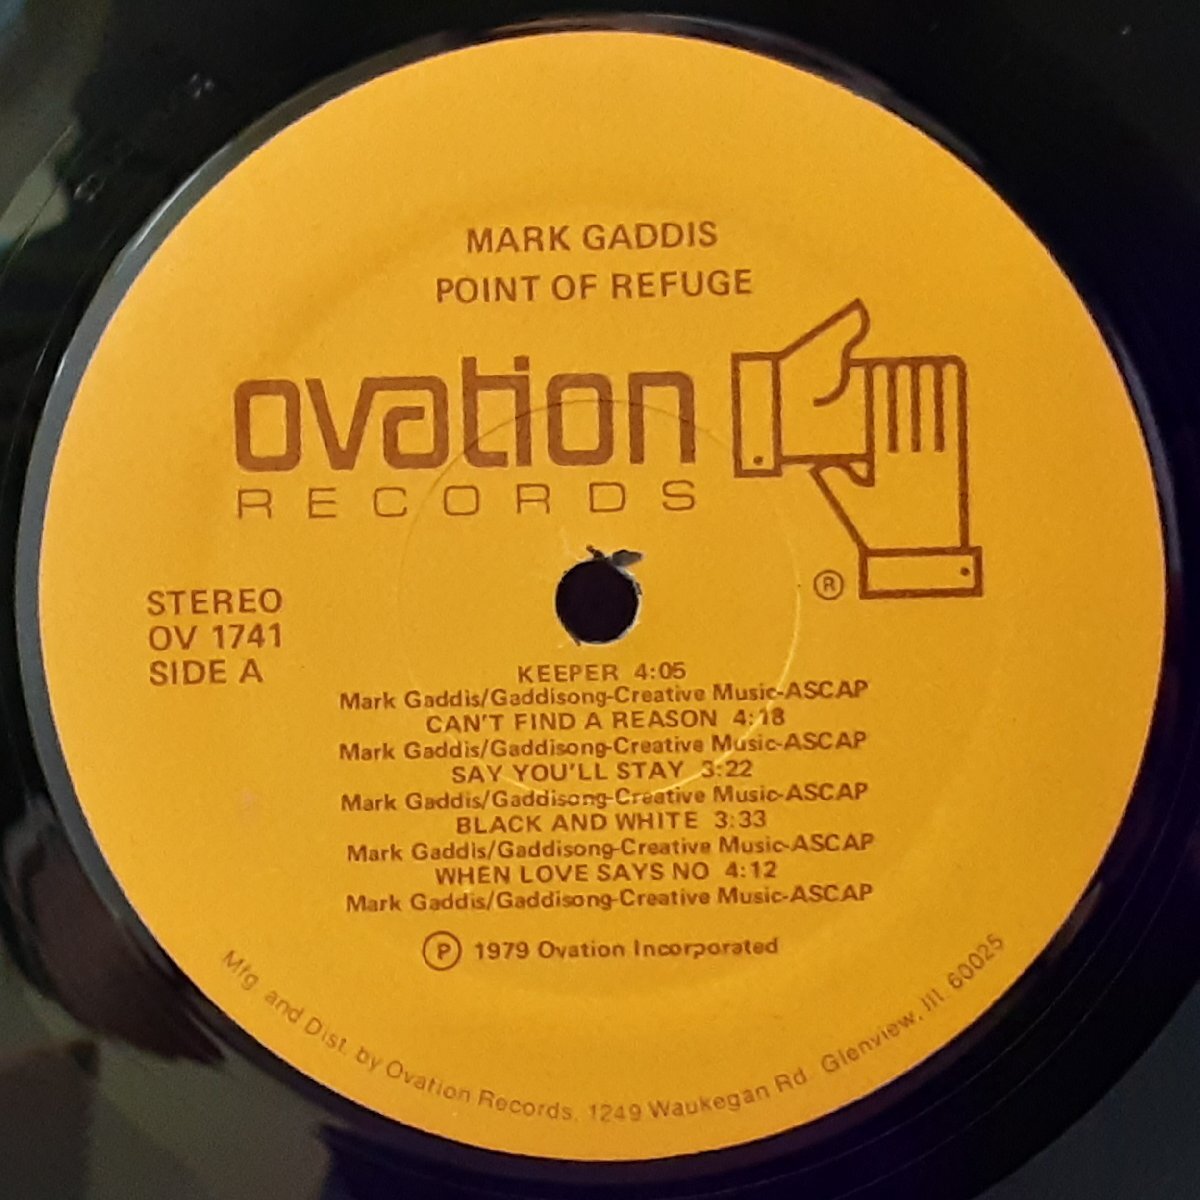 MARK GADDIS
POINT OF REFUGE
ovation
RECORDS
®
STEREO
OV 1741
SIDE A
KEEPER 4:05
Mark Gaddis/Gaddisong-Creative Music-ASCAP
CAN'T FIND A REASON 4:18
Mark Gaddis/Gaddisong-Creative Music-ASCAP
SAY YOU'LL STAY 3:22
Mark Gaddis/Gaddisong-Creative Music-ASCAP
BLACK AND WHITE 3:33
Mark Gaddis/Gaddisong-Creative Music-ASCAP
WHEN LOVE SAYS NO 4:12
Mark Gaddis/Gaddisong-Creative Music-ASCAP
℗ 1979 Ovation Incorporated
Mfg. and Dist. by Ovation Records, 1249 Waukegan Rd. Glenview, Ill. 60025